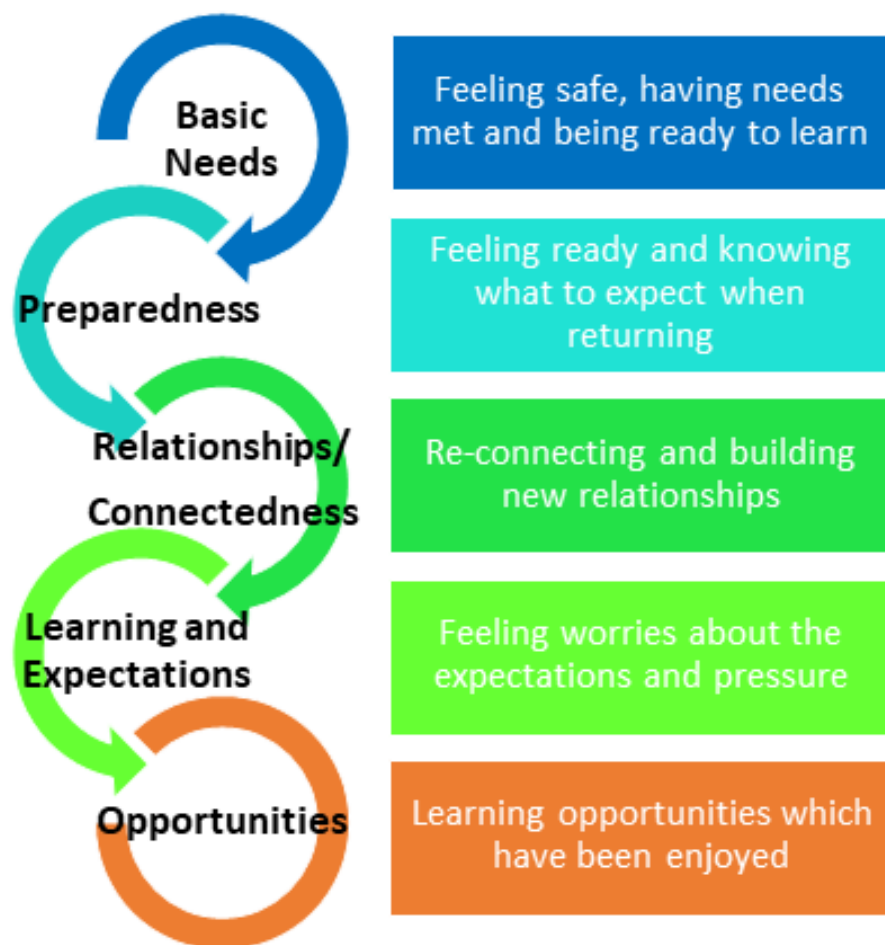 Basic
Needs
Feeling safe, having needs
met and being ready to learn
Preparedness
Feeling ready and knowing
what to expect when
returning
Relationships/
Connectedness
Re-connecting and building
new relationships
Learning and
Expectations
Feeling worries about the
expectations and pressure
Opportunities
Learning opportunities which
have been enjoyed